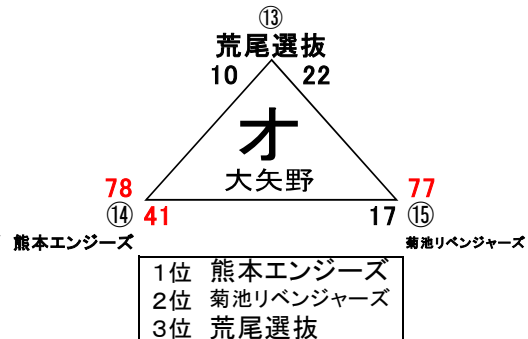 ⑬
荒尾選抜
10 22
オ
大矢野
78 77
⑭ 41 17 ⑮
熊本エンジーズ 菊池リベンジャーズ
1位 熊本エンジーズ
2位 菊池リベンジャーズ
3位 荒尾選抜